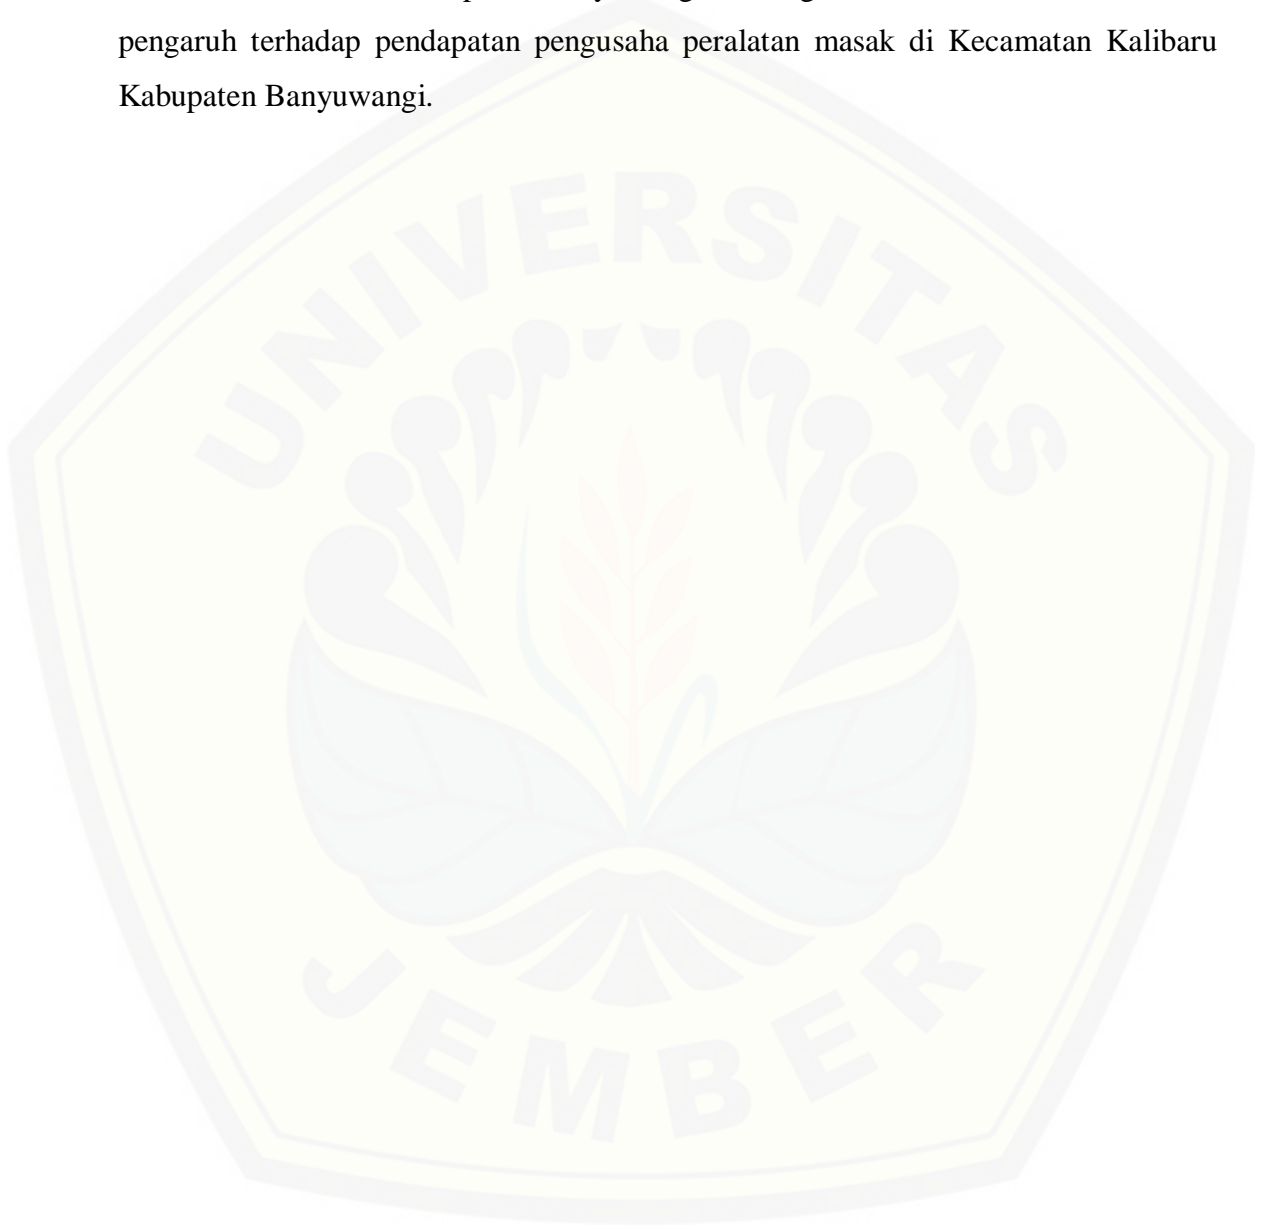 pengaruh terhadap pendapatan pengusaha peralatan masak di Kecamatan Kalibaru
Kabupaten Banyuwangi.
UNIVERSITAS
JEMBER